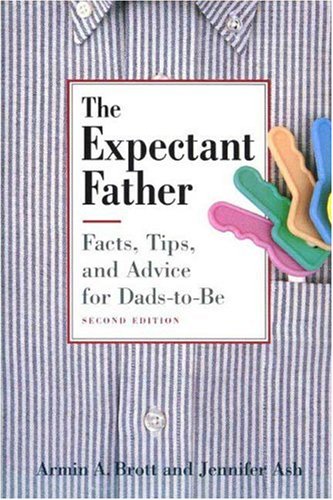 The
Expectant
Father
Facts, Tips,
and Advice
for Dads-to-Be
SECOND EDITION
Armin A. Brott and Jennifer Ash